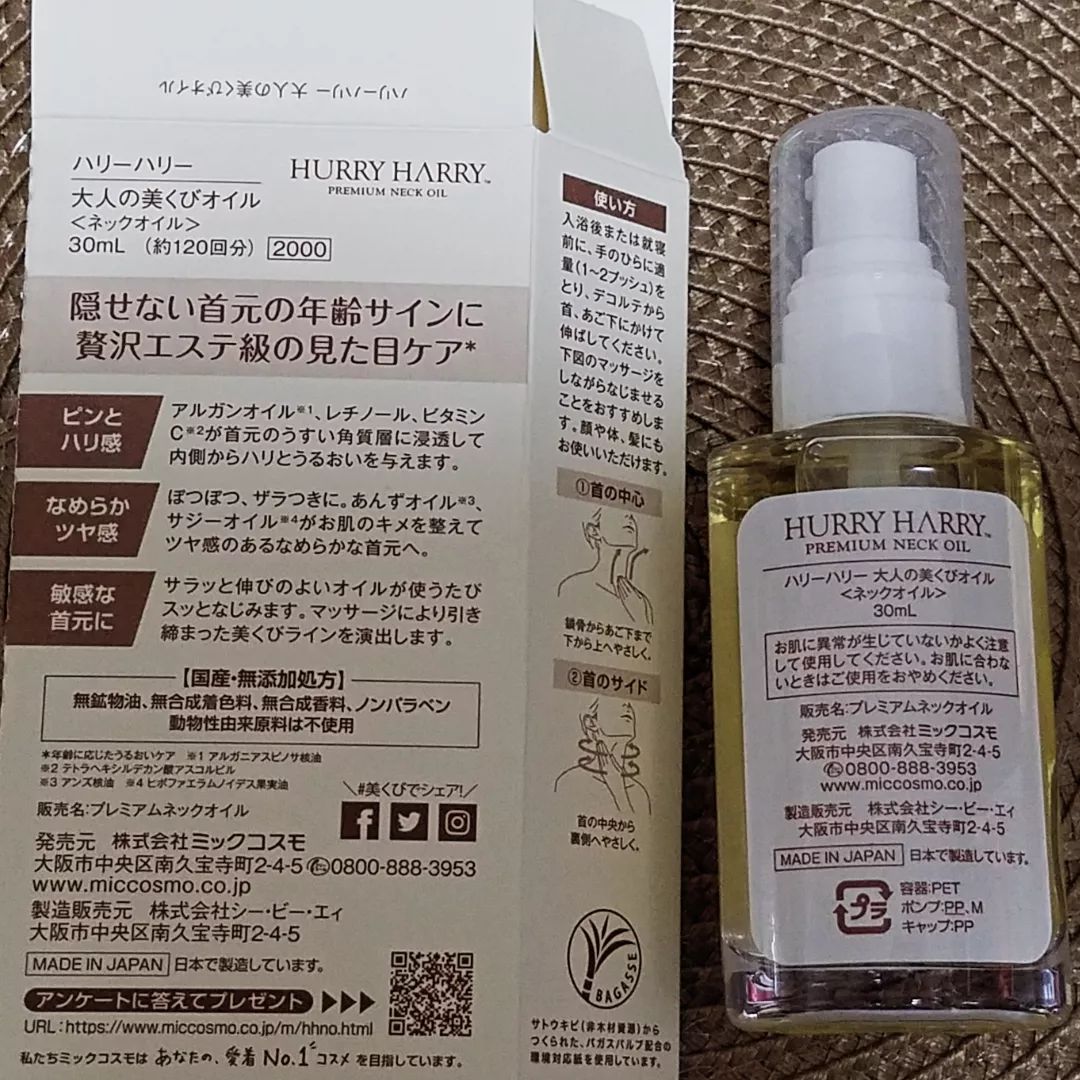 ハリーハリー 大人の美くびオイル
ハリーハリー
大人の美くびオイル
<ネックオイル>
30mL （約120回分） 2000
HURRY HARRY™
PREMIUM NECK OIL
隠せない首元の年齢サインに
贅沢エステ級の見た目ケア*
ピンと
ハリ感
アルガンオイル※1、レチノール、ビタミン
C※2が首元のうすい角質層に浸透して
内側からハリとうるおいを与えます。
なめらか
ツヤ感
ぽつぽつ、ザラつきに。あんずオイル※3、
サジーオイル※4がお肌のキメを整えて
ツヤ感のあるなめらかな首元へ。
敏感な
首元に
サラッと伸びのよいオイルが使うたび
スッとなじみます。マッサージにより引き
締まった美くびラインを演出します。
【国産・無添加処方】
無鉱物油、無合成着色料、無合成香料、ノンパラベン
動物性由来原料は不使用
*年齢に応じたうるおいケア ※1 アルガニアスピノサ核油
※2 テトラヘキシルデカン酸アスコルビル
※3 アンズ核油 ※4 ヒポファエラムノイデス果実油
販売名:プレミアムネックオイル
＼#美くびでシェア!／
発売元 株式会社ミックコスモ
大阪市中央区南久宝寺町2-4-5 0800-888-3953
www.miccosmo.co.jp
製造販売元 株式会社シー・ビー・エィ
大阪市中央区南久宝寺町2-4-5
MADE IN JAPAN 日本で製造しています。
アンケートに答えてプレゼント ▶▶▶
URL:https://www.miccosmo.co.jp/m/hhno.html
私たちミックコスモは あなたの、愛着No.1コスメ を目指しています。
使い方
入浴後または就寝
前に、手のひらに適
量(1~2プッシュ)を
とり、デコルテから
首、あご下にかけて
伸ばしてください。
下図のマッサージを
しながらなじませる
ことをおすすめしま
す。顔や体、髪にも
お使いいただけます。
①首の中心
鎖骨からあご下まで
下から上へやさしく。
②首のサイド
首の中央から
裏側へやさしく。
BAGASSE
サトウキビ(非木材資源)から
つくられた、バガスパルプ配合の
環境対応紙を使用しています。
HURRY HARRY™
PREMIUM NECK OIL
ハリーハリー 大人の美くびオイル
<ネックオイル>
30mL
お肌に異常が生じていないかよく注意
して使用してください。お肌に合わな
いときはご使用をおやめください。
販売名:プレミアムネックオイル
発売元 株式会社ミックコスモ
大阪市中央区南久宝寺町2-4-5
0800-888-3953
www.miccosmo.co.jp
製造販売元 株式会社シー・ビー・エィ
大阪市中央区南久宝寺町2-4-5
MADE IN JAPAN 日本で製造しています。
プラ
容器:PET
ポンプ:PP、M
キャップ:PP